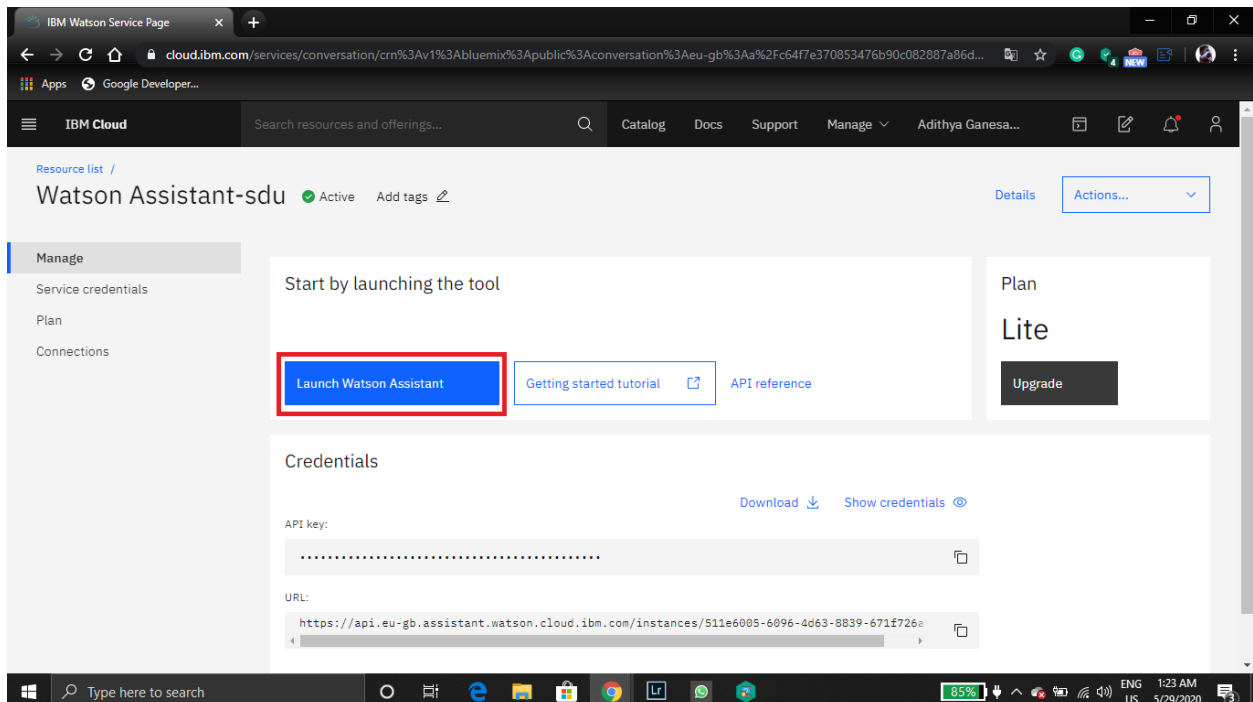 IBM Watson Service Page
cloud.ibm.com/services/conversation/crn%3Av1%3Abluemix%3Apublic%3Aconversation%3Aeu-gb%3Aa%2Fc64f7e370853476b90c082887a86d...
4
NEW
Apps Google Developer...
IBM Cloud Search resources and offerings... Catalog Docs Support Manage Adithya Ganesa...
Resource list /
Watson Assistant-sdu Active Add tags Details Actions...
Manage
Service credentials
Plan
Connections
Start by launching the tool
Launch Watson Assistant Getting started tutorial API reference
Plan
Lite
Upgrade
Credentials
Download Show credentials
API key:
URL:
https://api.eu-gb.assistant.watson.cloud.ibm.com/instances/511e6005-6096-4d63-8839-671f726a
Type here to search Lr 85% ENG 1:23 AM
US 5/29/2020 3